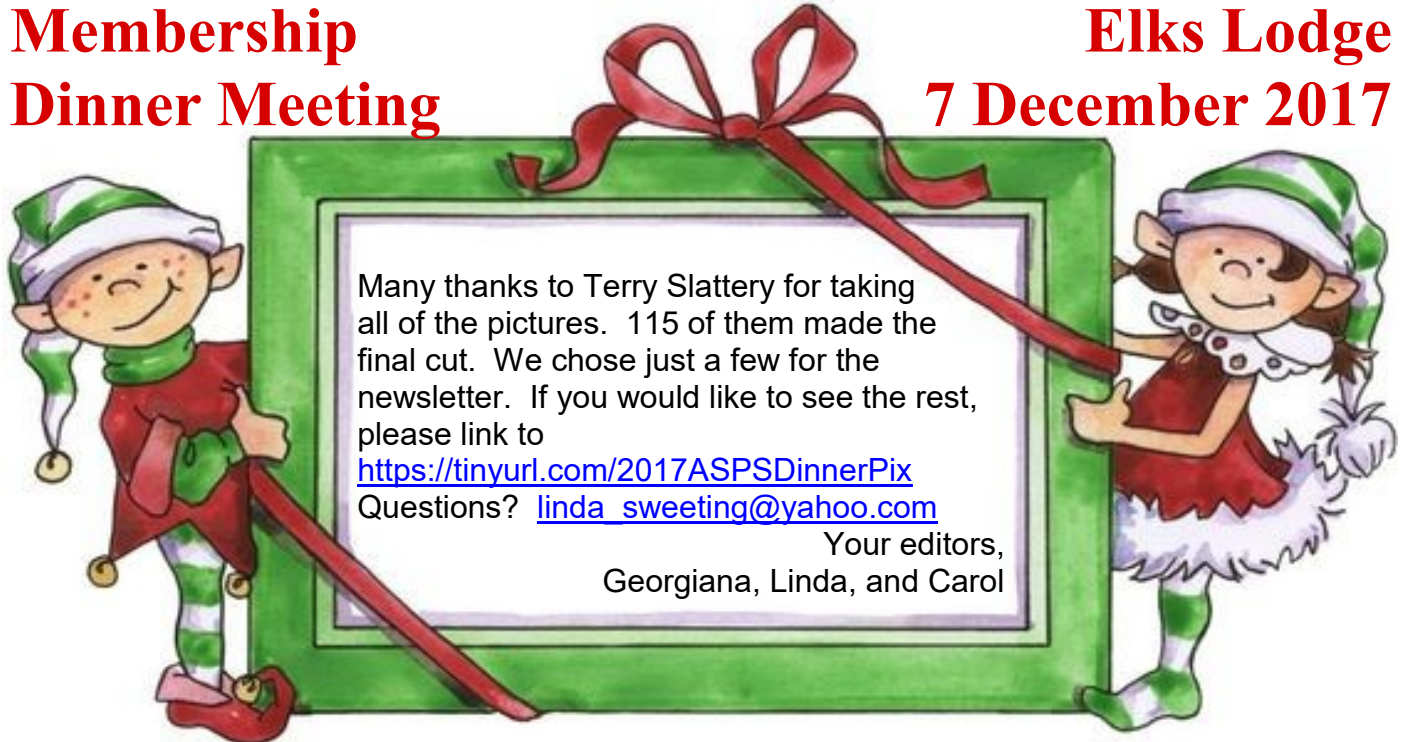 Membership
Dinner Meeting
Elks Lodge
7 December 2017
Many thanks to Terry Slattery for taking
all of the pictures.  115 of them made the
final cut.  We chose just a few for the
newsletter.  If you would like to see the rest,
please link to
https://tinyurl.com/2017ASPSDinnerPix
Questions?  linda_sweeting@yahoo.com
Your editors,
Georgiana, Linda, and Carol